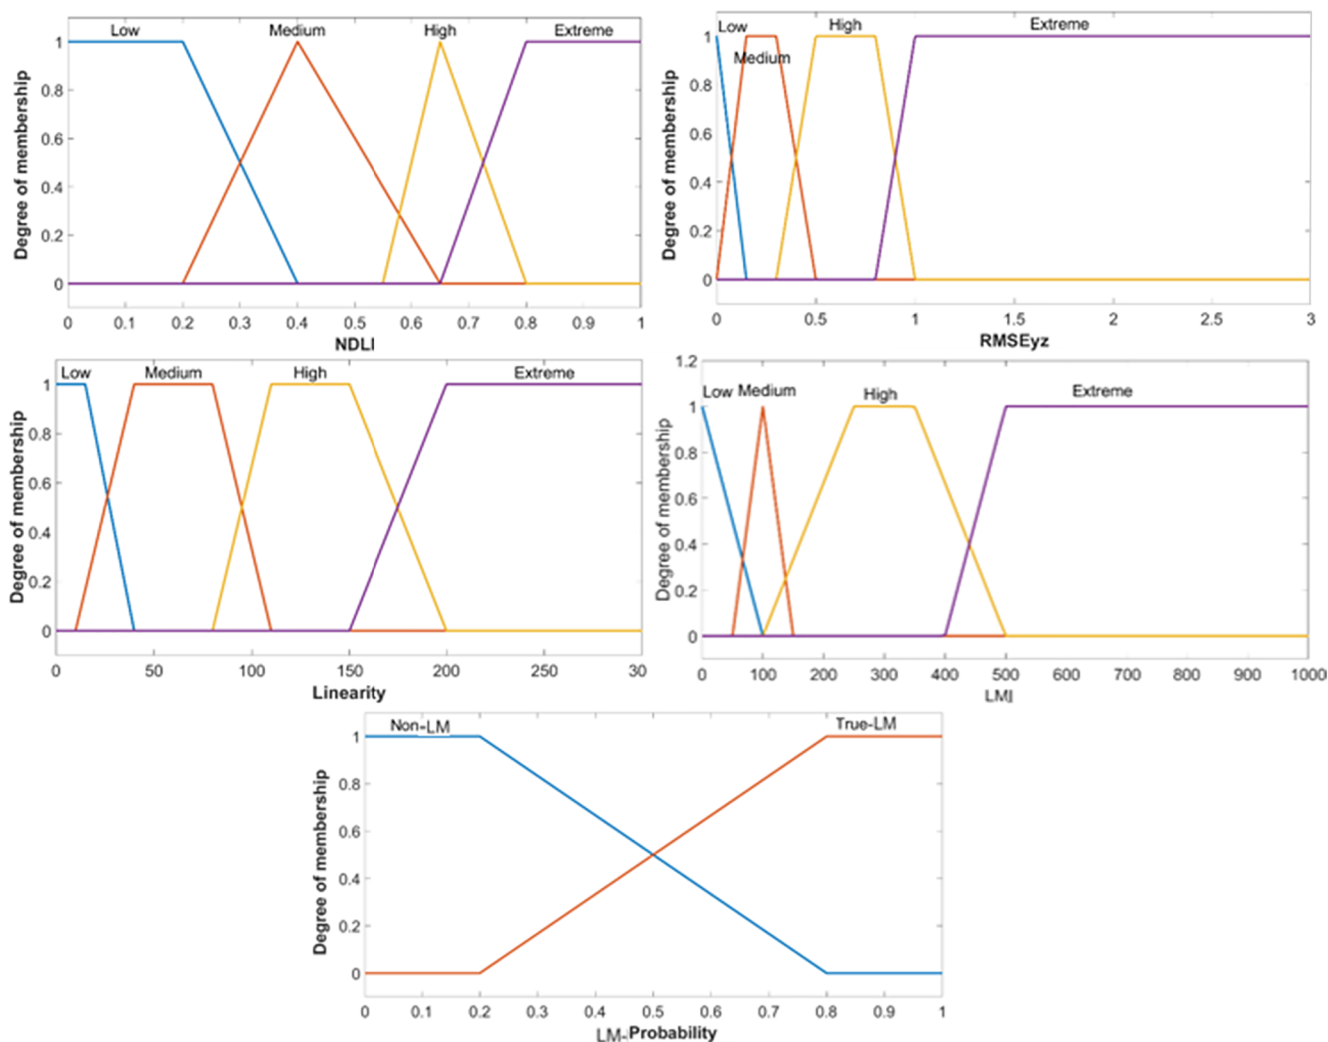 Low Medium High Extreme
1
0.8
0.6
0.4
0.2
0
Degree of membership
0 0.1 0.2 0.3 0.4 0.5 0.6 0.7 0.8 0.9 1
NDLI
Low High Extreme
Medium
1
0.8
0.6
0.4
0.2
0
Degree of membership
0 0.5 1 1.5 2 2.5 3
RMSEyz
Low Medium High Extreme
1
0.8
0.6
0.4
0.2
0
Degree of membership
0 50 100 150 200 250 30
Linearity
1.2
Low Medium High Extreme
1
0.8
0.6
0.4
0.2
0
Degree of membership
0 100 200 300 400 500 600 700 800 900 1000
LMI
Non-LM True-LM
1
0.8
0.6
0.4
0.2
0
Degree of membership
0 0.1 0.2 0.3 0.4 0.5 0.6 0.7 0.8 0.9 1
LM-Probability